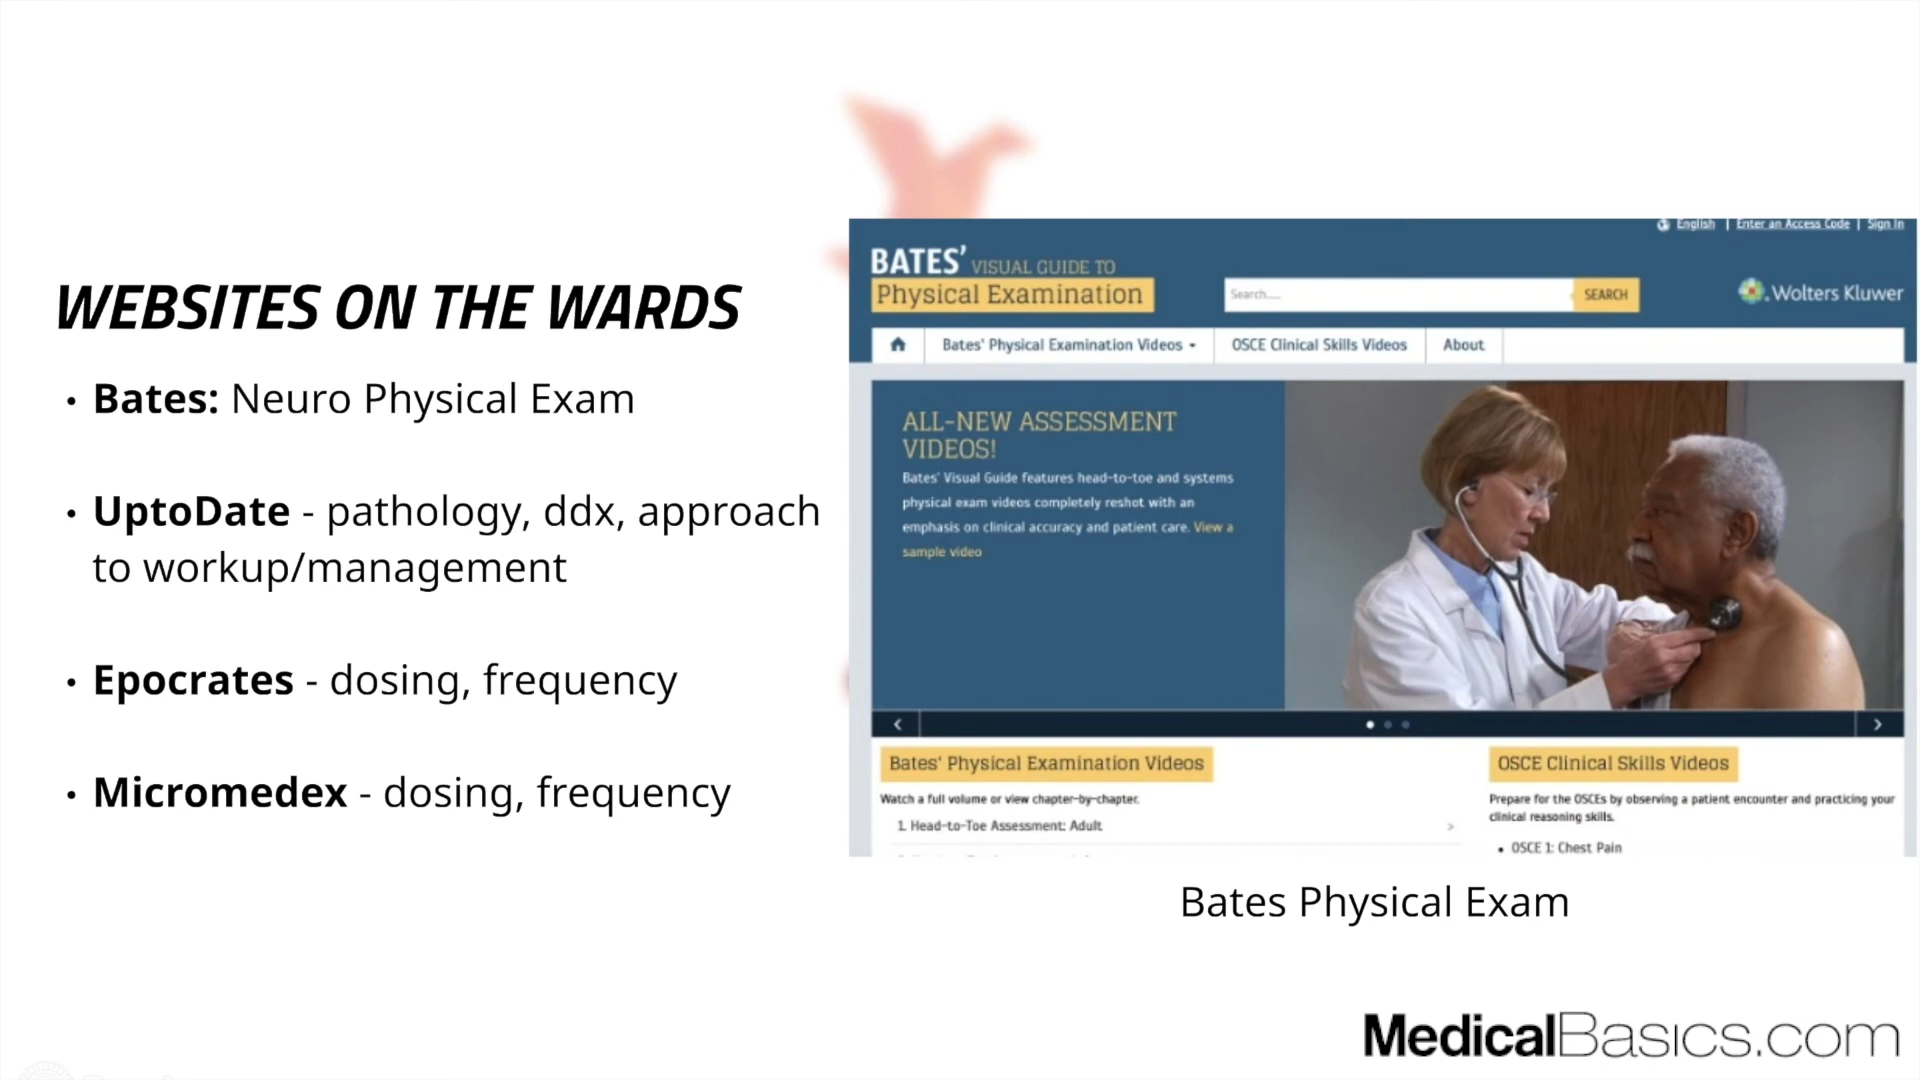 WEBSITES ON THE WARDS
• Bates: Neuro Physical Exam
• UptoDate - pathology, ddx, approach
to workup/management
• Epocrates - dosing, frequency
• Micromedex - dosing, frequency
English | Enter an Access Code | Sign In
BATES' VISUAL GUIDE TO
Physical Examination
Search.....
SEARCH
Wolters Kluwer
Bates' Physical Examination Videos
OSCE Clinical Skills Videos
About
ALL-NEW ASSESSMENT
VIDEOS!
Bates' Visual Guide features head-to-toe and systems
physical exam videos completely reshot with an
emphasis on clinical accuracy and patient care. View a
sample video
Bates' Physical Examination Videos
Watch a full volume or view chapter-by-chapter.
1. Head-to-Toe Assessment: Adult
OSCE Clinical Skills Videos
Prepare for the OSCEs by observing a patient encounter and practicing your
clinical reasoning skills.
• OSCE 1: Chest Pain
Bates Physical Exam
MedicalBasics.com